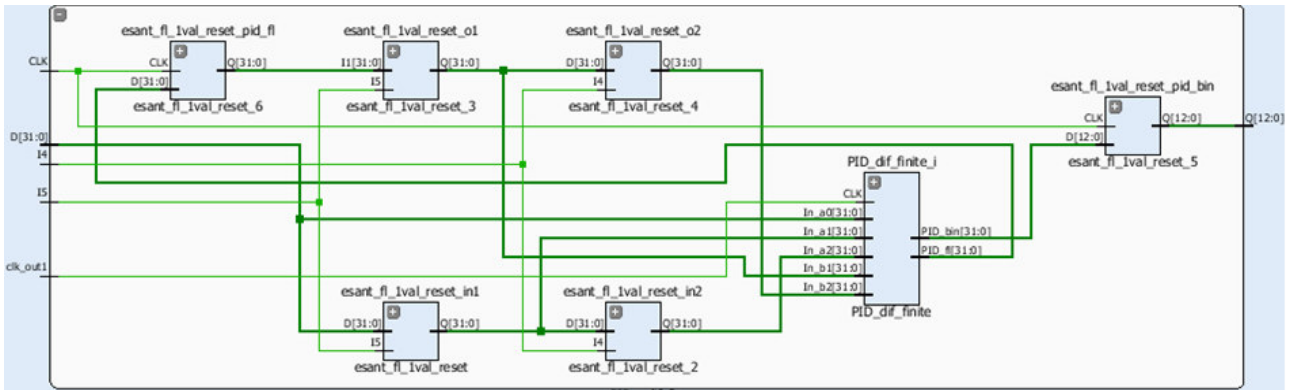 esant_fl_1val_reset_pid_fl
esant_fl_1val_reset_o1
esant_fl_1val_reset_o2
CLK
CLK
D[31:0]
Q[31:0]
I1[31:0]
I5
Q[31:0]
D[31:0]
I4
Q[31:0]
esant_fl_1val_reset_6
esant_fl_1val_reset_3
esant_fl_1val_reset_4
esant_fl_1val_reset_pid_bin
CLK
D[12:0]
Q[12:0]
Q[12:0]
esant_fl_1val_reset_5
D[31:0]
I4
I5
clk_out1
PID_dif_finite_i
CLK
In_a0[31:0]
In_a1[31:0]
In_a2[31:0]
In_b1[31:0]
In_b2[31:0]
PID_bin[31:0]
PID_fl[31:0]
PID_dif_finite
esant_fl_1val_reset_in1
esant_fl_1val_reset_in2
D[31:0]
I5
Q[31:0]
D[31:0]
I4
Q[31:0]
esant_fl_1val_reset
esant_fl_1val_reset_2